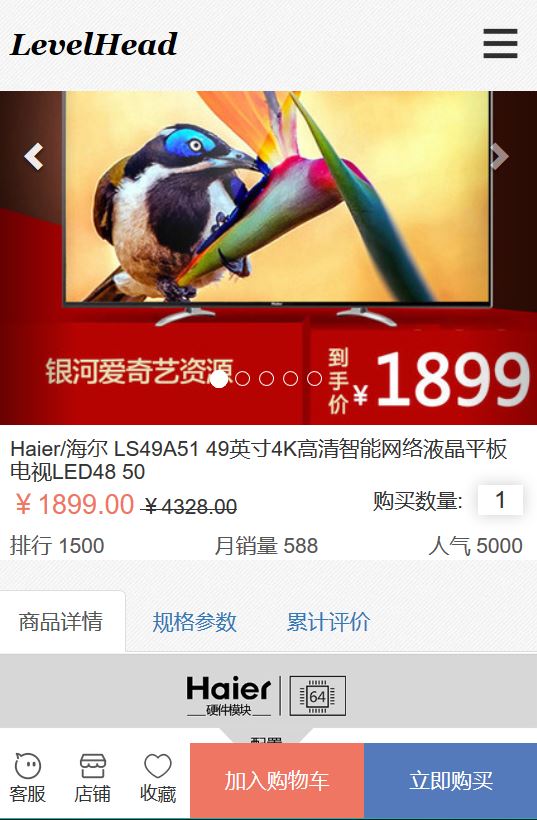 LevelHead
银河爱奇艺资源
到手价 ¥1899
Haier/海尔 LS49A51 49英寸4K高清智能网络液晶平板
电视LED48 50
￥1899.00 ￥4328.00
购买数量: 1
排行 1500 月销量 588 人气 5000
商品详情 规格参数 累计评价
Haier 64
硬件模块
配置
客服 店铺 收藏 加入购物车 立即购买